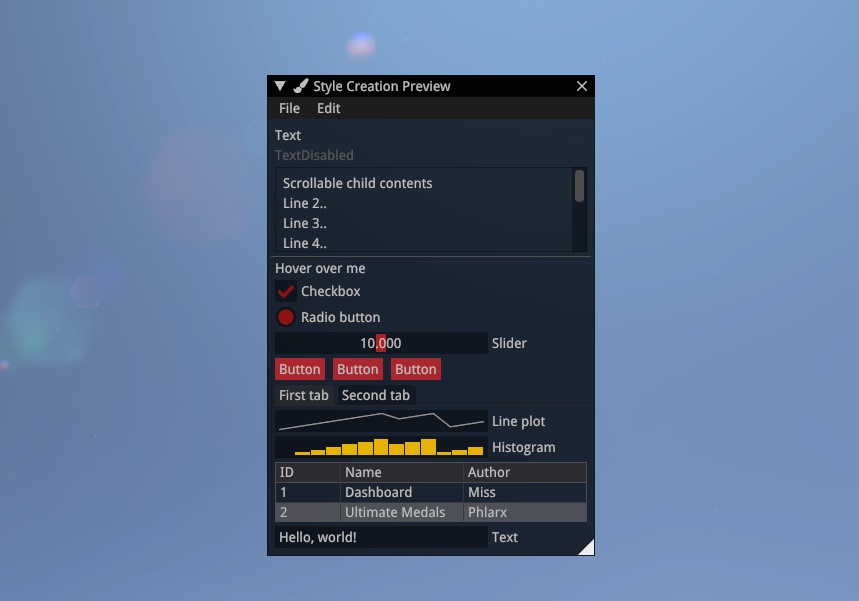 Style Creation Preview
File Edit
Text
TextDisabled
Scrollable child contents
Line 2..
Line 3..
Line 4..
Hover over me
Checkbox
Radio button
10.000 Slider
Button Button Button
First tab Second tab
Line plot
Histogram
ID Name Author
1 Dashboard Miss
2 Ultimate Medals Phlarx
Hello, world! Text